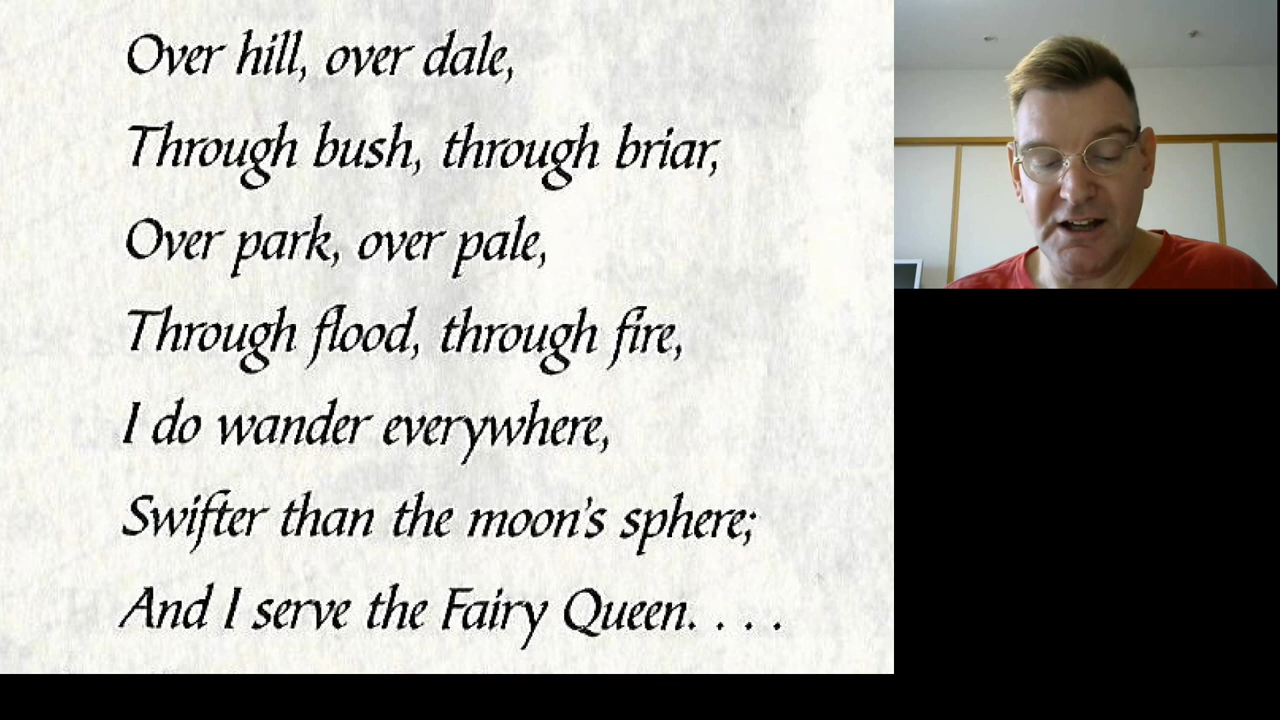 Over hill, over dale,
Through bush, through briar,
Over park, over pale,
Through flood, through fire,
I do wander everywhere,
Swifter than the moon's sphere;
And I serve the Fairy Queen. . . .